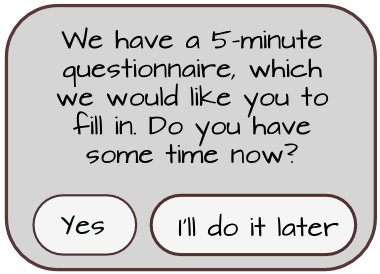 We have a 5-minute
questionnaire, which
we would like you to
fill in. Do you have
some time now?
Yes
I'll do it later